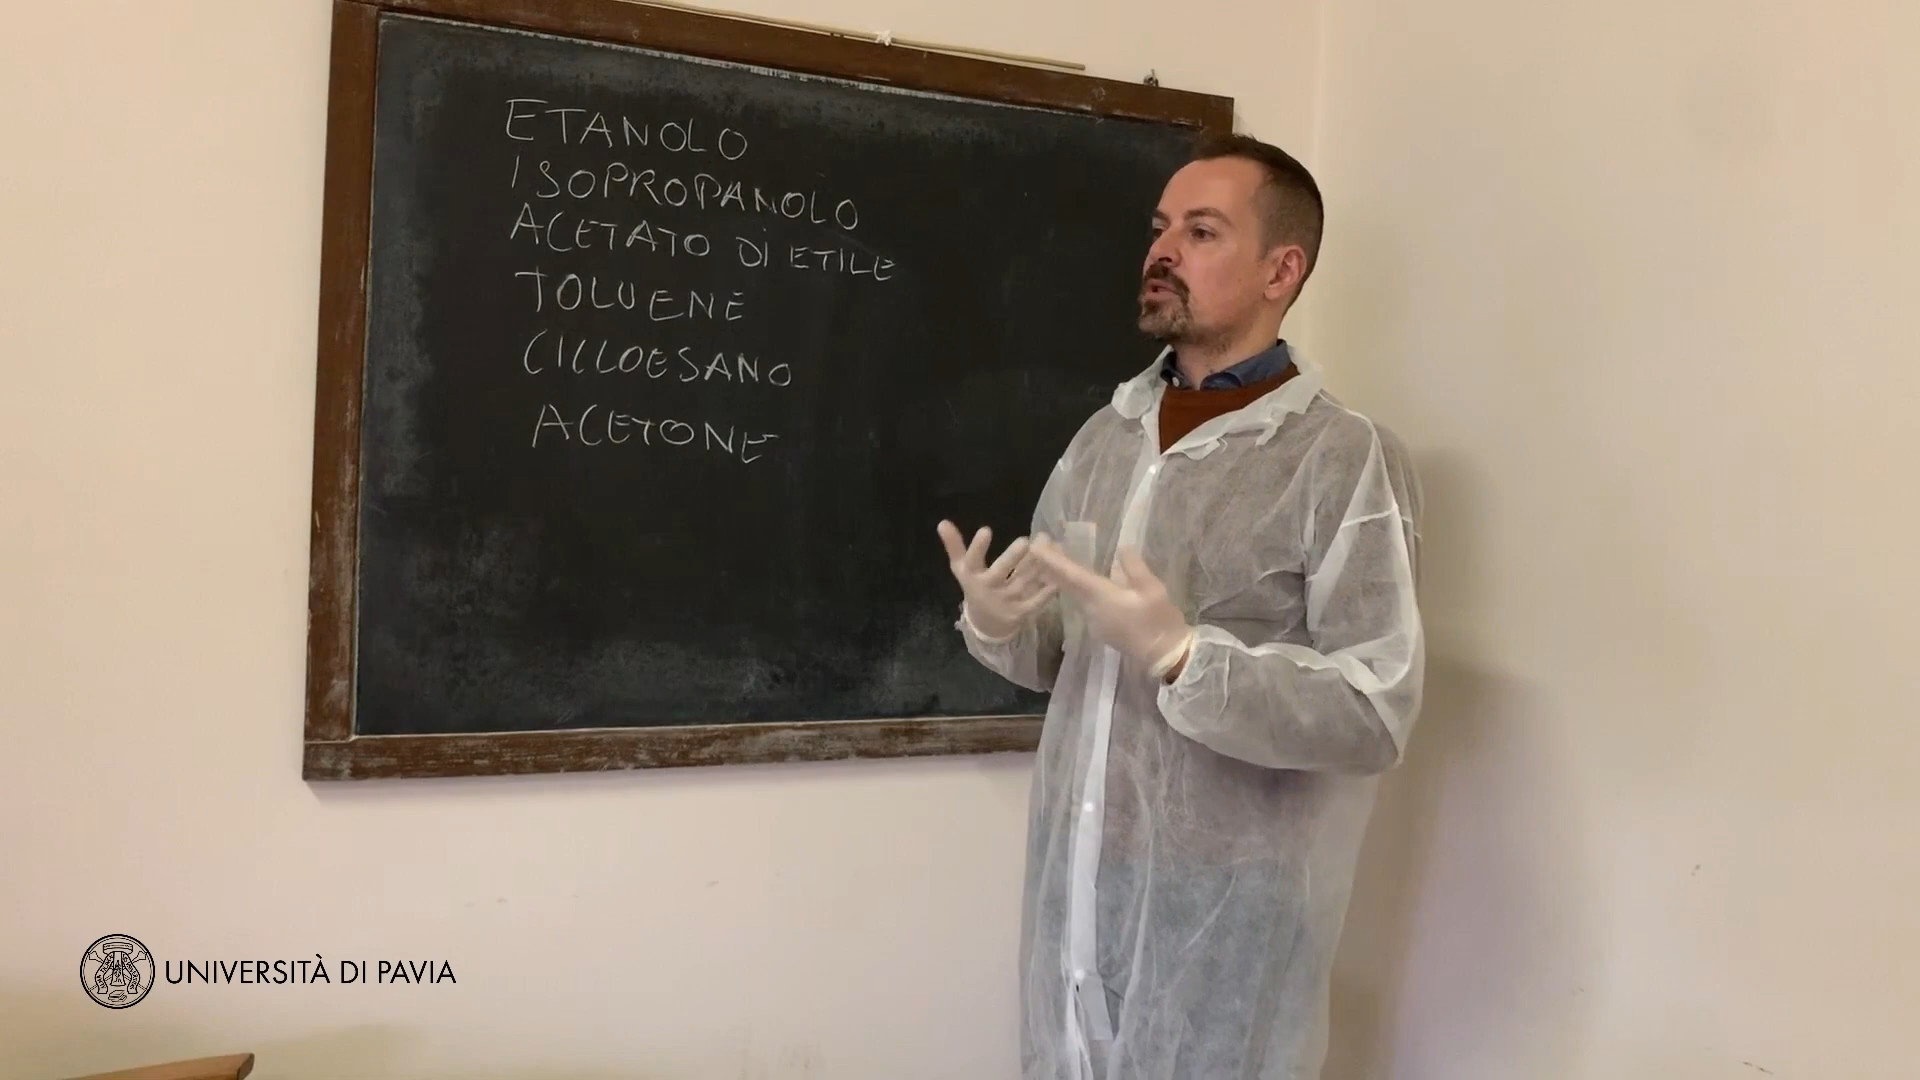 ETANOLO
ISOPROPANOLO
ACETATO Di ETILE
TOLUENE
CICLOESANO
ACETONE
UNIVERSITÀ DI PAVIA